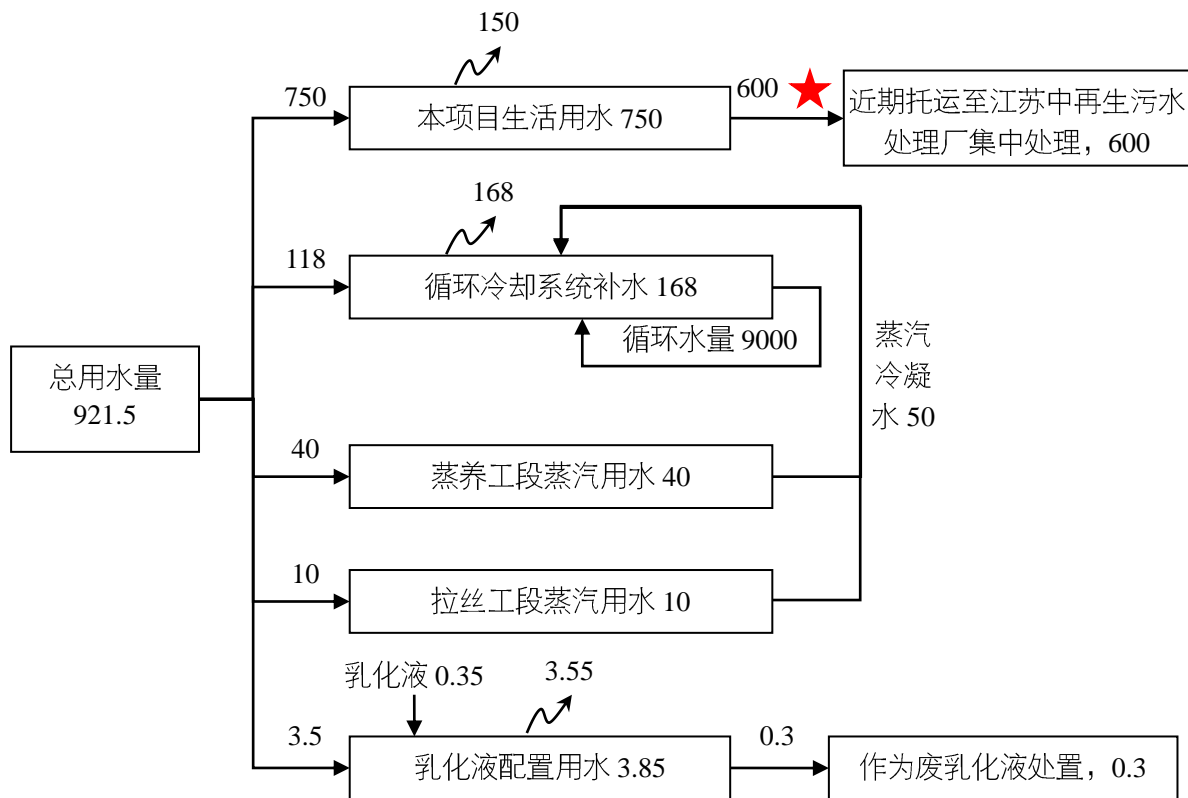 150
750
本项目生活用水 750
600
近期托运至江苏中再生污水
处理厂集中处理，600
168
118
循环冷却系统补水 168
循环水量 9000
蒸汽
冷凝
水 50
总用水量
921.5
40
蒸养工段蒸汽用水 40
10
拉丝工段蒸汽用水 10
乳化液 0.35
3.55
3.5
乳化液配置用水 3.85
0.3
作为废乳化液处置，0.3